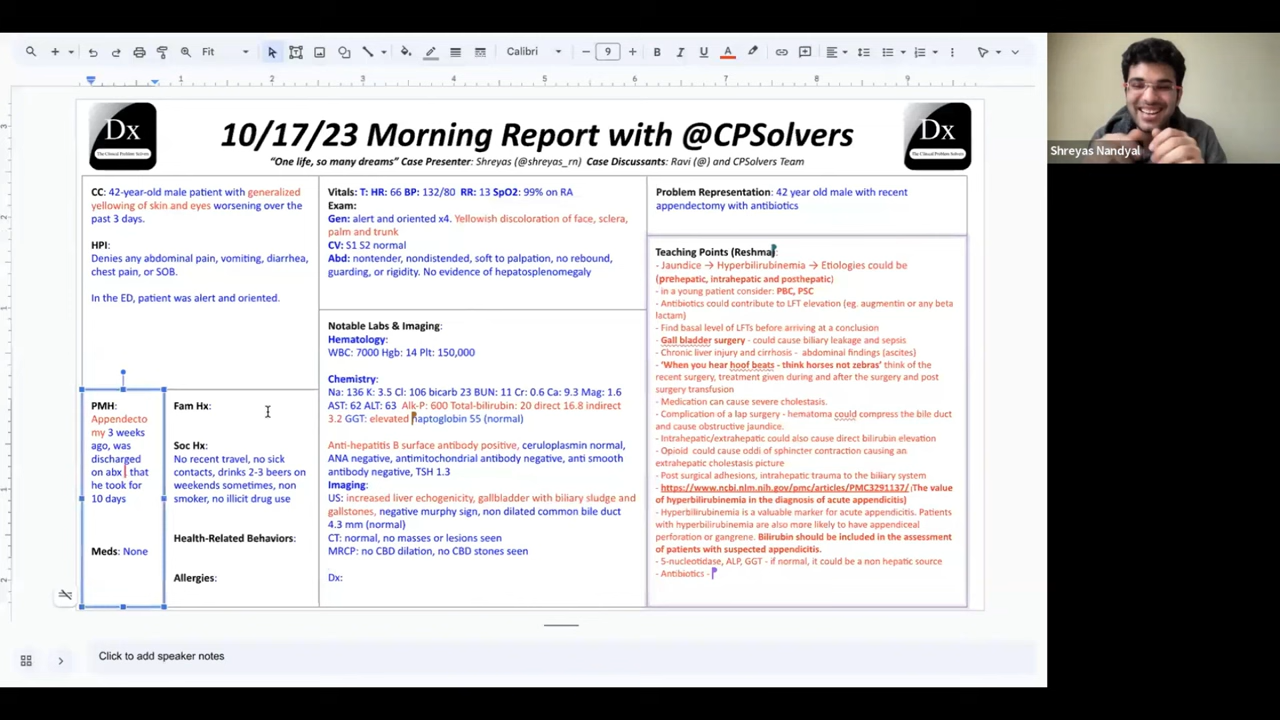 Fit
Calibri
9
B I U A
1 2 3 4 5 6 7 8 9
Dx
The Clinical Problem Solvers
10/17/23 Morning Report with @CPSolvers
Dx
The Clinical Problem Solvers
"One life, so many dreams" Case Presenter: Shreyas (@shreyas_rn) Case Discussants: Ravi (@) and CPSolvers Team
CC: 42-year-old male patient with generalized
yellowing of skin and eyes worsening over the
past 3 days.
HPI:
Denies any abdominal pain, vomiting, diarrhea,
chest pain, or SOB.
In the ED, patient was alert and oriented.
PMH:
Appendecto
my 3 weeks
ago, was
discharged
on abx that
he took for
10 days
Meds: None
Fam Hx:
Soc Hx:
No recent travel, no sick
contacts, drinks 2-3 beers on
weekends sometimes, non
smoker, no illicit drug use
Health-Related Behaviors:
Allergies:
Vitals: T: HR: 66 BP: 132/80 RR: 13 SpO2: 99% on RA
Exam:
Gen: alert and oriented x4. Yellowish discoloration of face, sclera,
palm and trunk
CV: S1 S2 normal
Abd: nontender, nondistended, soft to palpation, no rebound,
guarding, or rigidity. No evidence of hepatosplenomegaly
Notable Labs & Imaging:
Hematology:
WBC: 7000 Hgb: 14 Plt: 150,000
Chemistry:
Na: 136 K: 3.5 Cl: 106 bicarb 23 BUN: 11 Cr: 0.6 Ca: 9.3 Mag: 1.6
AST: 62 ALT: 63 Alk-P: 600 Total-bilirubin: 20 direct 16.8 indirect
3.2 GGT: elevated haptoglobin 55 (normal)
Anti-hepatitis B surface antibody positive, ceruloplasmin normal,
ANA negative, antimitochondrial antibody negative, anti smooth
antibody negative, TSH 1.3
Imaging:
US: increased liver echogenicity, gallbladder with biliary sludge and
gallstones, negative murphy sign, non dilated common bile duct
4.3 mm (normal)
CT: normal, no masses or lesions seen
MRCP: no CBD dilation, no CBD stones seen
Dx:
Problem Representation: 42 year old male with recent
appendectomy with antibiotics
Teaching Points (Reshma):
- Jaundice → Hyperbilirubinemia → Etiologies could be
(prehepatic, intrahepatic and posthepatic)
- in a young patient consider: PBC, PSC
- Antibiotics could contribute to LFT elevation (eg. augmentin or any beta
lactam)
- Find basal level of LFTs before arriving at a conclusion
- Gall bladder surgery - could cause biliary leakage and sepsis
- Chronic liver injury and cirrhosis - abdominal findings (ascites)
- 'When you hear hoof beats - think horses not zebras' think of the
recent surgery, treatment given during and after the surgery and post
surgery transfusion
- Medication can cause severe cholestasis.
- Complication of a lap surgery - hematoma could compress the bile duct
and cause obstructive jaundice.
- Intrahepatic/extrahepatic could also cause direct bilirubin elevation
- Opioid could cause oddi of sphincter contraction causing an
extrahepatic cholestasis picture
- Post surgical adhesions, intrahepatic trauma to the biliary system
- https://www.ncbi.nlm.nih.gov/pmc/articles/PMC3291137/ (The value
of hyperbilirubinemia in the diagnosis of acute appendicitis)
- Hyperbilirubinemia is a valuable marker for acute appendicitis. Patients
with hyperbilirubinemia are also more likely to have appendiceal
perforation or gangrene. Bilirubin should be included in the assessment
of patients with suspected appendicitis.
- 5-nucleotidase, ALP, GGT - if normal, it could be a non hepatic source
- Antibiotics -
Click to add speaker notes
Shreyas Nandyal